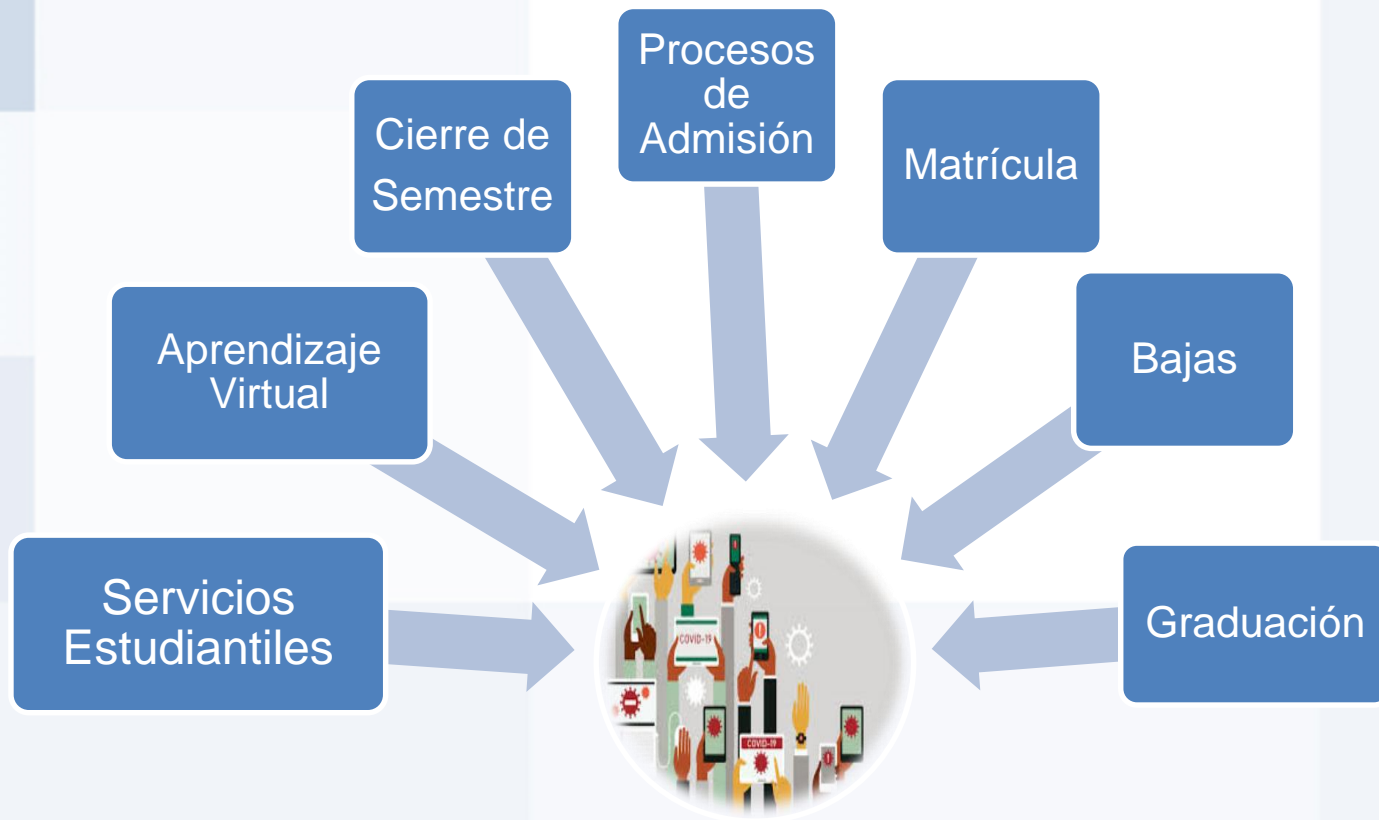 Procesos
de
Admisión
Cierre de
Semestre
Matrícula
Aprendizaje
Virtual
Bajas
Servicios
Estudiantiles
Graduación
COVID-19
COVID-19